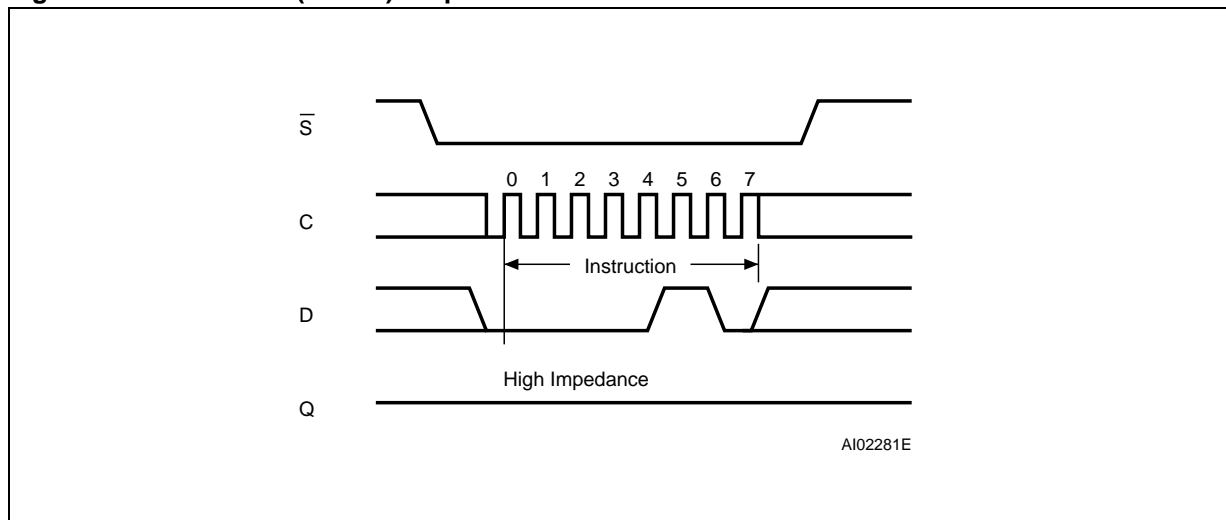 S̅
0 1 2 3 4 5 6 7
C
Instruction
D
High Impedance
Q
AI02281E